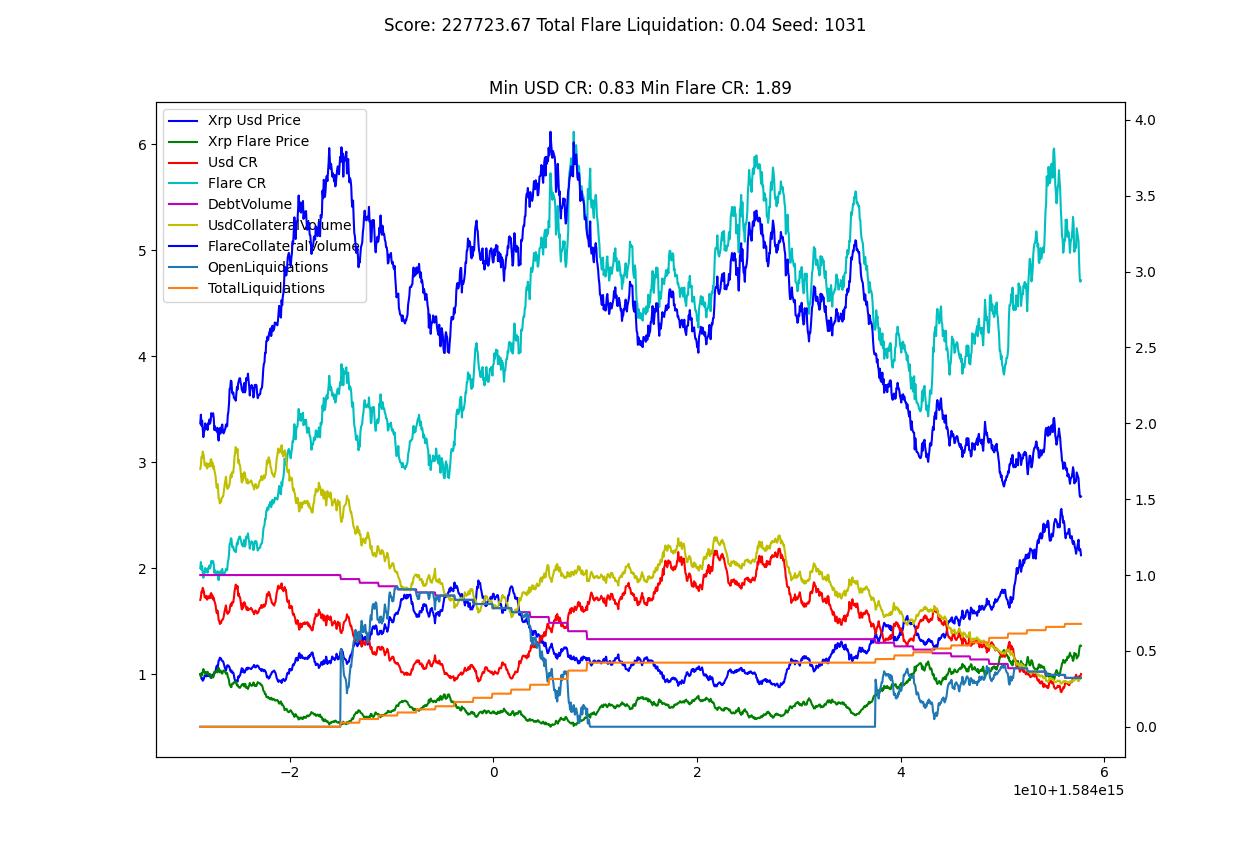 Score: 227723.67 Total Flare Liquidation: 0.04 Seed: 1031
Min USD CR: 0.83 Min Flare CR: 1.89
Xrp Usd Price
Xrp Flare Price
Usd CR
Flare CR
DebtVolume
UsdCollateralVolume
FlareCollateralVolume
OpenLiquidations
TotalLiquidations
6
5
4
3
2
1
4.0
3.5
3.0
2.5
2.0
1.5
1.0
0.5
0.0
−2
0
2
4
6
1e10+1.584e15